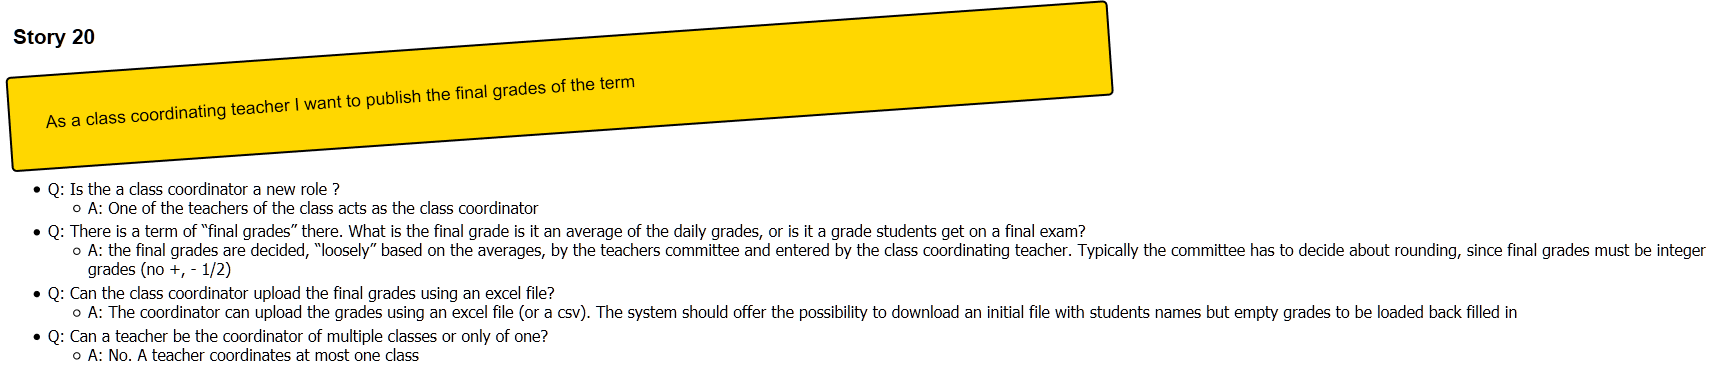 Story 20
As a class coordinating teacher I want to publish the final grades of the term
• Q: Is the a class coordinator a new role ?
○ A: One of the teachers of the class acts as the class coordinator
• Q: There is a term of “final grades” there. What is the final grade is it an average of the daily grades, or is it a grade students get on a final exam?
○ A: the final grades are decided, “loosely” based on the averages, by the teachers committee and entered by the class coordinating teacher. Typically the committee has to decide about rounding, since final grades must be integer
grades (no +, - 1/2)
• Q: Can the class coordinator upload the final grades using an excel file?
○ A: The coordinator can upload the grades using an excel file (or a csv). The system should offer the possibility to download an initial file with students names but empty grades to be loaded back filled in
• Q: Can a teacher be the coordinator of multiple classes or only of one?
○ A: No. A teacher coordinates at most one class